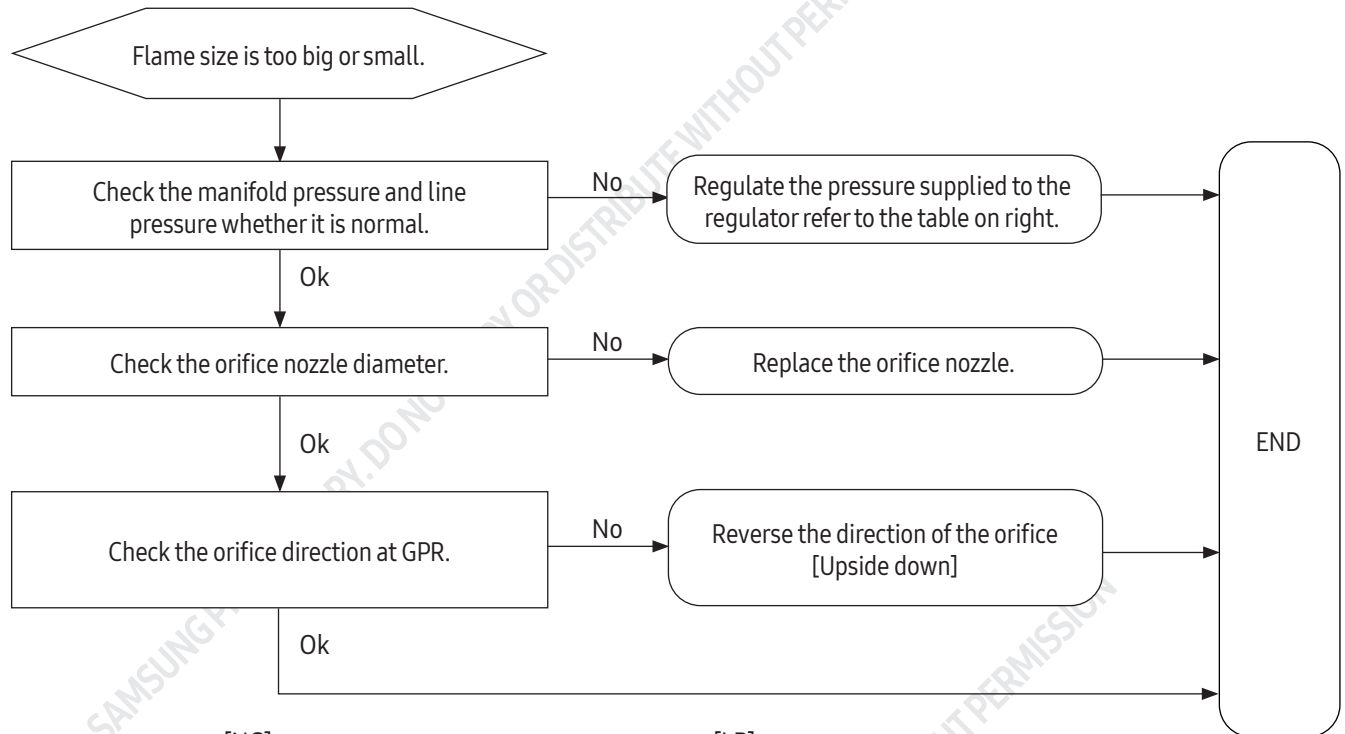 Flame size is too big or small.
Check the manifold pressure and line
pressure whether it is normal.
No
Regulate the pressure supplied to the
regulator refer to the table on right.
Ok
Check the orifice nozzle diameter.
No
Replace the orifice nozzle.
END
Ok
Check the orifice direction at GPR.
No
Reverse the direction of the orifice
[Upside down]
Ok